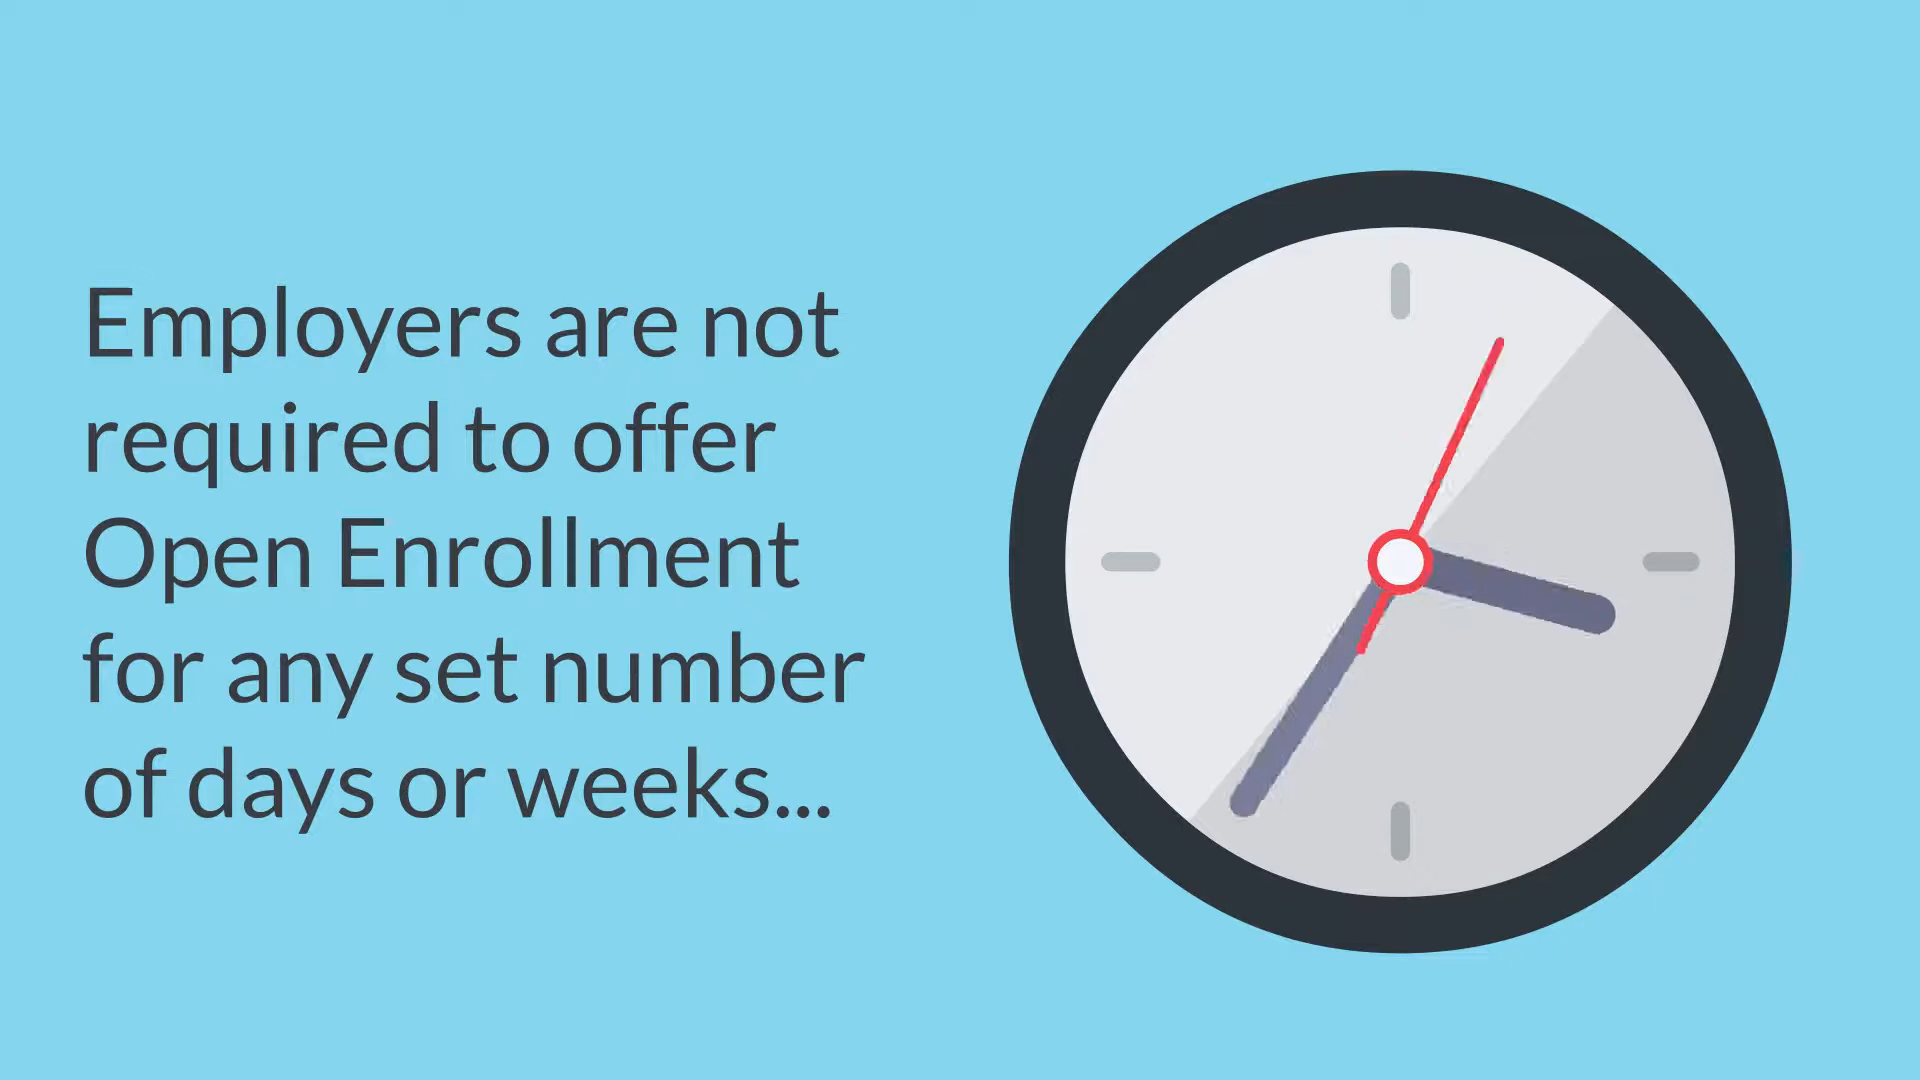 Employers are not
required to offer
Open Enrollment
for any set number
of days or weeks...